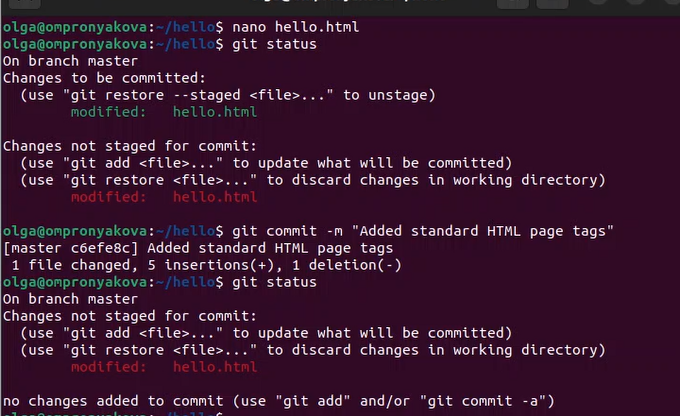 olga@ompronyakova:~/hello$ nano hello.html
olga@ompronyakova:~/hello$ git status
On branch master
Changes to be committed:
  (use "git restore --staged <file>..." to unstage)
        modified:   hello.html

Changes not staged for commit:
  (use "git add <file>..." to update what will be committed)
  (use "git restore <file>..." to discard changes in working directory)
        modified:   hello.html

olga@ompronyakova:~/hello$ git commit -m "Added standard HTML page tags"
[master c6efe8c] Added standard HTML page tags
 1 file changed, 5 insertions(+), 1 deletion(-)
olga@ompronyakova:~/hello$ git status
On branch master
Changes not staged for commit:
  (use "git add <file>..." to update what will be committed)
  (use "git restore <file>..." to discard changes in working directory)
        modified:   hello.html

no changes added to commit (use "git add" and/or "git commit -a")